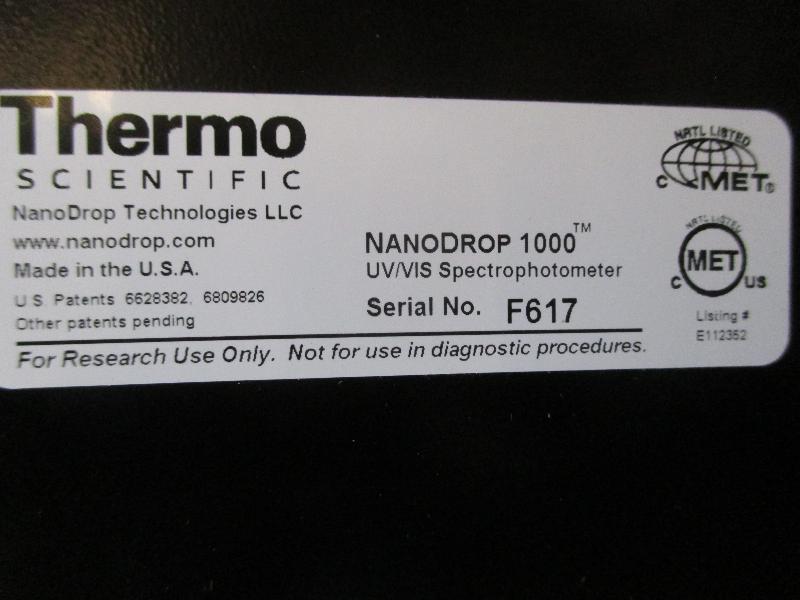 Thermo
SCIENTIFIC
NanoDrop Technologies LLC
www.nanodrop.com
Made in the U.S.A.
U.S. Patents 6628382, 6809826
Other patents pending
NANODROP 1000™
UV/VIS Spectrophotometer
Serial No. F617
For Research Use Only. Not for use in diagnostic procedures.
NRTL LISTED
C MET®
NRTL LISTED
MET
C US
Listing #
E112352